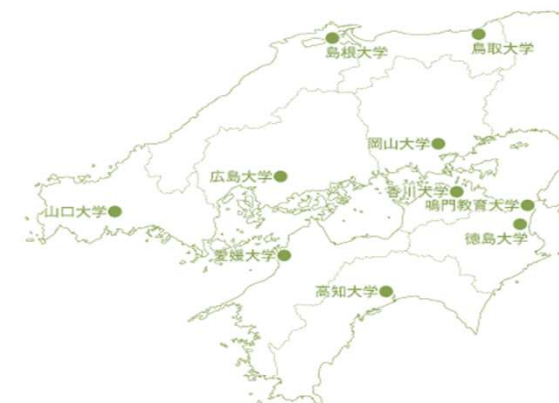 島根大学
鳥取大学
岡山大学
広島大学
香川大学
鳴門教育大学
山口大学
徳島大学
愛媛大学
高知大学